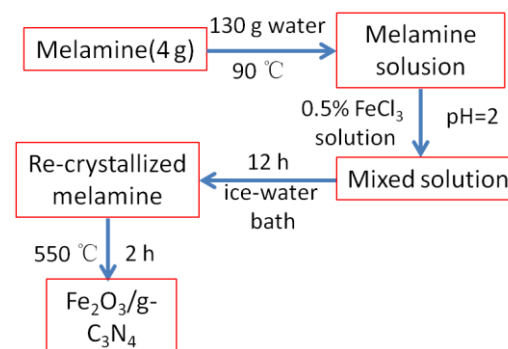 130 g water
Melamine(4 g)
90 ℃
Melamine
solusion
0.5% FeCl₃
solution
pH=2
Mixed solution
12 h
ice-water
bath
Re-crystallized
melamine
550 ℃ 2 h
Fe₂O₃/g-
C₃N₄